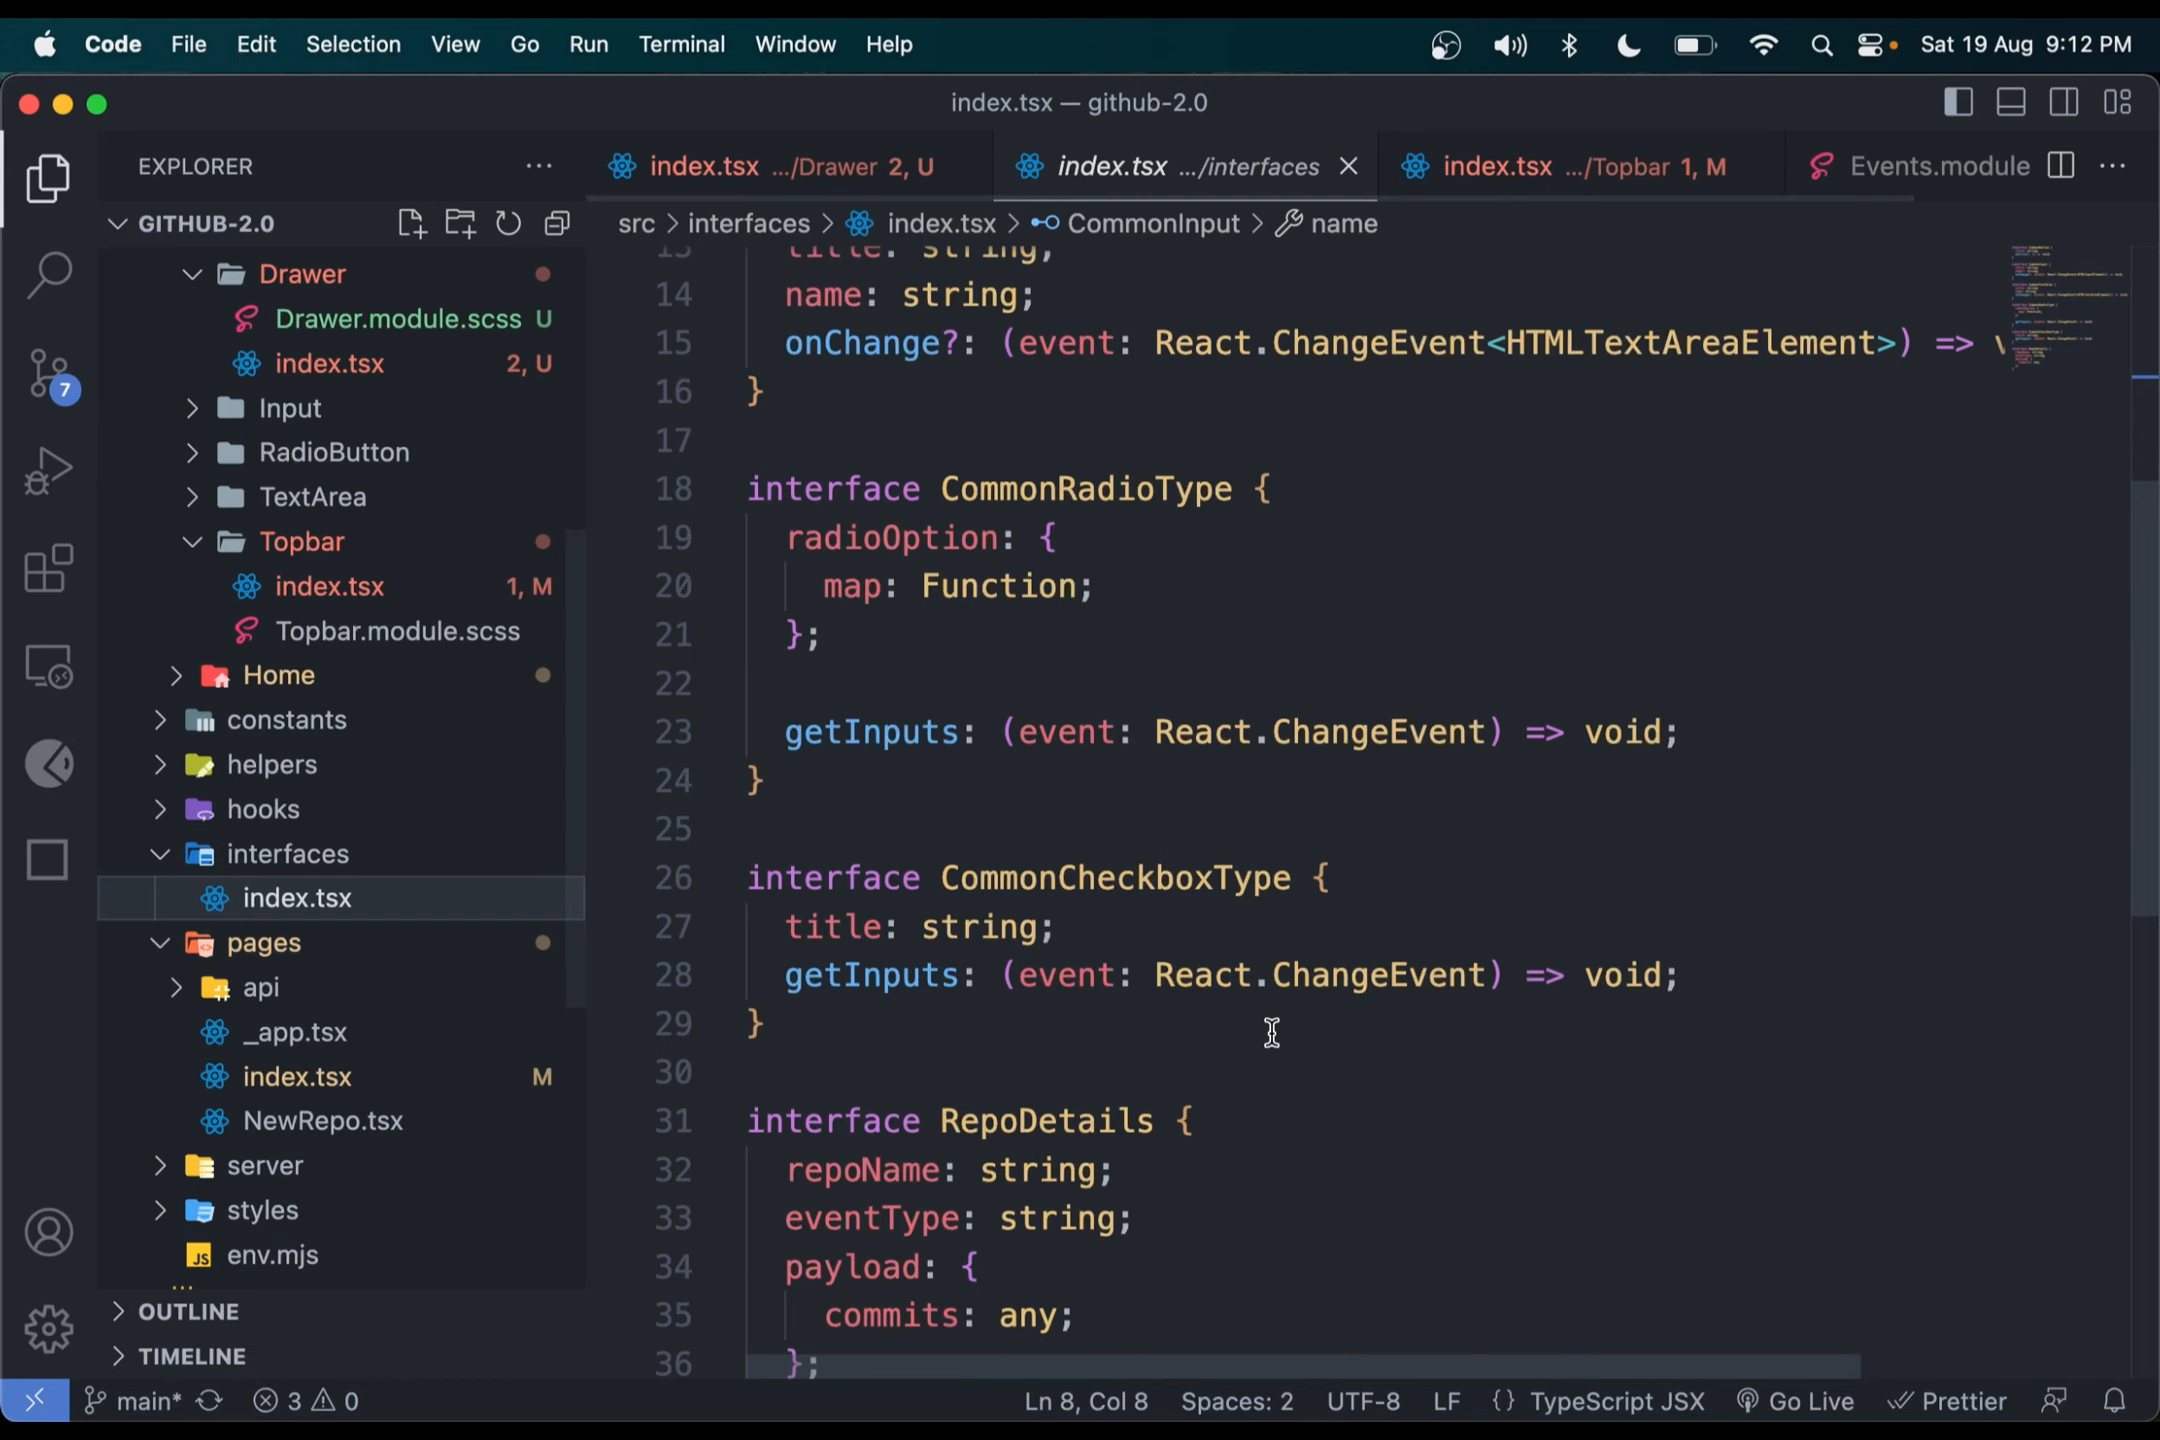 Code File Edit Selection View Go Run Terminal Window Help Sat 19 Aug 9:12 PM
index.tsx — github-2.0
EXPLORER ···
GITHUB-2.0
Drawer
Drawer.module.scss U
index.tsx 2, U
Input
RadioButton
TextArea
Topbar
index.tsx 1, M
Topbar.module.scss
Home
constants
helpers
hooks
interfaces
index.tsx
pages
api
_app.tsx
index.tsx M
NewRepo.tsx
server
styles
env.mjs
OUTLINE
TIMELINE
7
index.tsx .../Drawer 2, U index.tsx .../interfaces index.tsx .../Topbar 1, M Events.module ···
src > interfaces > index.tsx > CommonInput > name
13 title: string;
14 name: string;
15 onChange?: (event: React.ChangeEvent<HTMLTextAreaElement>) =>
16 }
17
18 interface CommonRadioType {
19 radioOption: {
20 map: Function;
21 };
22
23 getInputs: (event: React.ChangeEvent) => void;
24 }
25
26 interface CommonCheckboxType {
27 title: string;
28 getInputs: (event: React.ChangeEvent) => void;
29 }
30
31 interface RepoDetails {
32 repoName: string;
33 eventType: string;
34 payload: {
35 commits: any;
36 };
main* 3 0 Ln 8, Col 8 Spaces: 2 UTF-8 LF {} TypeScript JSX Go Live Prettier